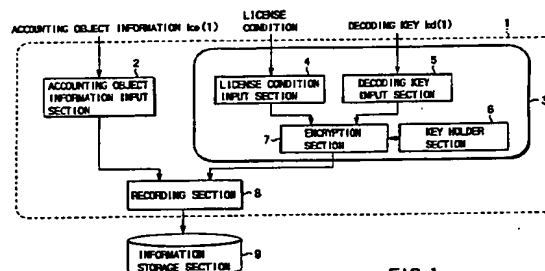 ACCOUNTING OBJECT INFORMATION Ico(1)
LICENSE
CONDITION
DECODING KEY Kd(1)
1
2
ACCOUNTING OBJECT
INFORMATION INPUT
SECTION
4
LICENSE CONDITION
INPUT SECTION
5
DECODING KEY
INPUT SECTION
3
7
ENCRYPTION
SECTION
6
KEY HOLDER
SECTION
RECORDING SECTION
8
INFORMATION
STORAGE SECTION
9
FIG. 1